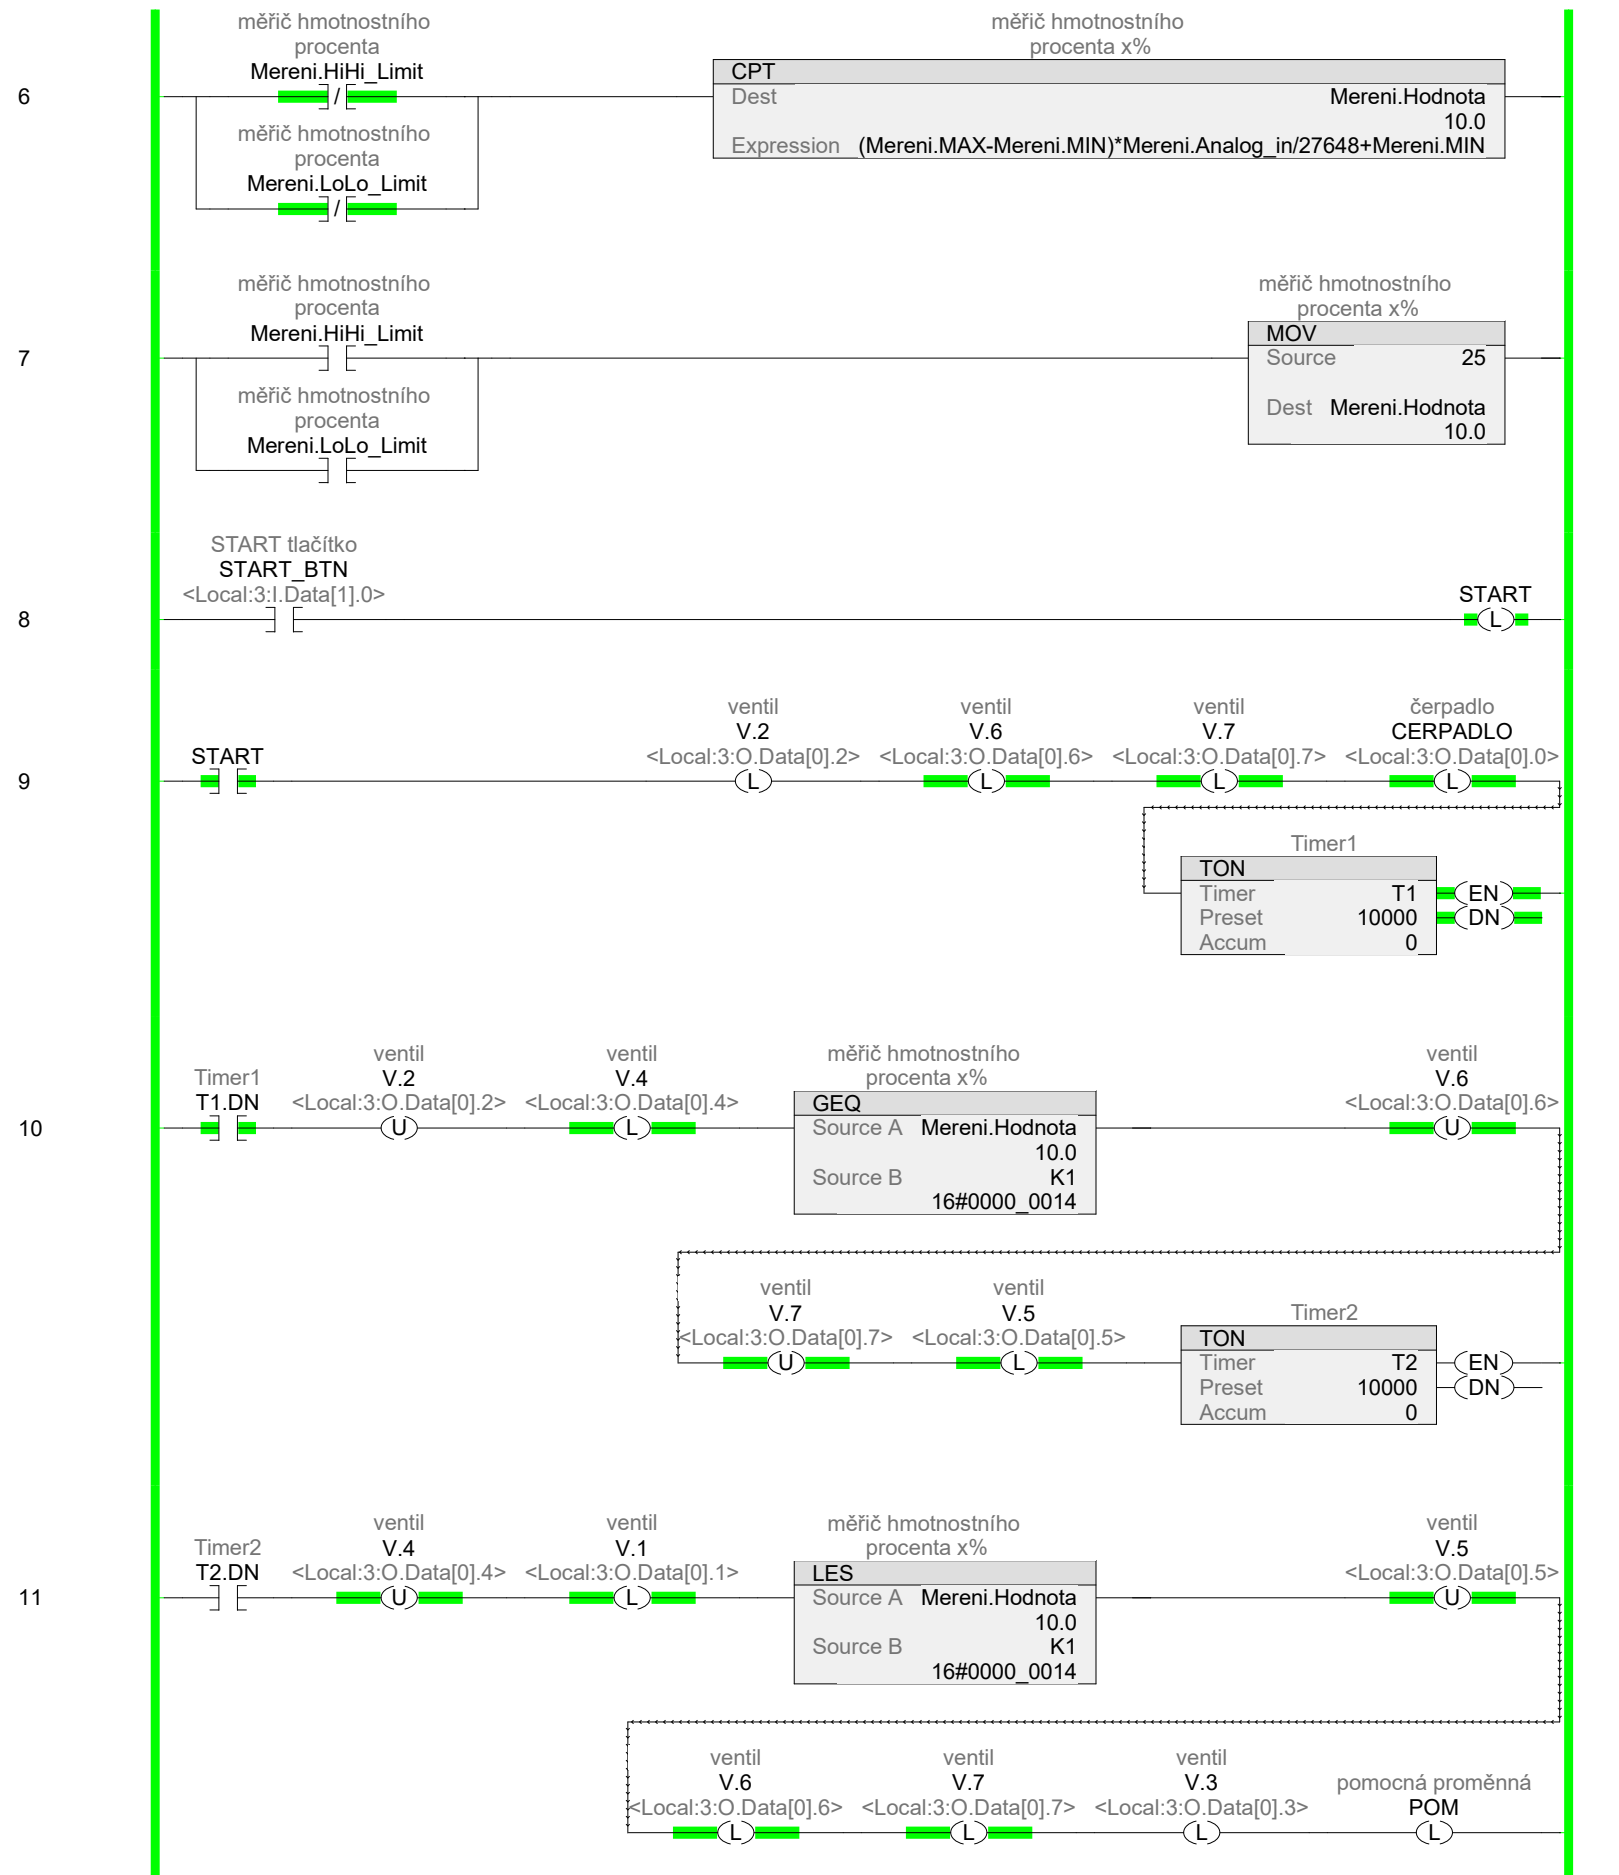 6
měřič hmotnostního
procenta
Mereni.HiHi_Limit
/
měřič hmotnostního
procenta
Mereni.LoLo_Limit
/
měřič hmotnostního
procenta x%
CPT
Dest Mereni.Hodnota
10.0
Expression (Mereni.MAX-Mereni.MIN)*Mereni.Analog_in/27648+Mereni.MIN
7
měřič hmotnostního
procenta
Mereni.HiHi_Limit
měřič hmotnostního
procenta
Mereni.LoLo_Limit
měřič hmotnostního
procenta x%
MOV
Source 25
Dest Mereni.Hodnota
10.0
8
START tlačítko
START_BTN
<Local:3:I.Data[1].0>
START
L
9
START
ventil
V.2
<Local:3:O.Data[0].2>
L
ventil
V.6
<Local:3:O.Data[0].6>
L
ventil
V.7
<Local:3:O.Data[0].7>
L
čerpadlo
CERPADLO
<Local:3:O.Data[0].0>
L
Timer1
TON
Timer T1
Preset 10000
Accum 0
EN
DN
10
Timer1
T1.DN
ventil
V.2
<Local:3:O.Data[0].2>
U
ventil
V.4
<Local:3:O.Data[0].4>
L
měřič hmotnostního
procenta x%
GEQ
Source A Mereni.Hodnota
10.0
Source B K1
16#0000_0014
ventil
V.6
<Local:3:O.Data[0].6>
U
ventil
V.7
<Local:3:O.Data[0].7>
U
ventil
V.5
<Local:3:O.Data[0].5>
L
Timer2
TON
Timer T2
Preset 10000
Accum 0
EN
DN
11
Timer2
T2.DN
ventil
V.4
<Local:3:O.Data[0].4>
U
ventil
V.1
<Local:3:O.Data[0].1>
L
měřič hmotnostního
procenta x%
LES
Source A Mereni.Hodnota
10.0
Source B K1
16#0000_0014
ventil
V.5
<Local:3:O.Data[0].5>
U
ventil
V.6
<Local:3:O.Data[0].6>
L
ventil
V.7
<Local:3:O.Data[0].7>
L
ventil
V.3
<Local:3:O.Data[0].3>
L
pomocná proměnná
POM
L